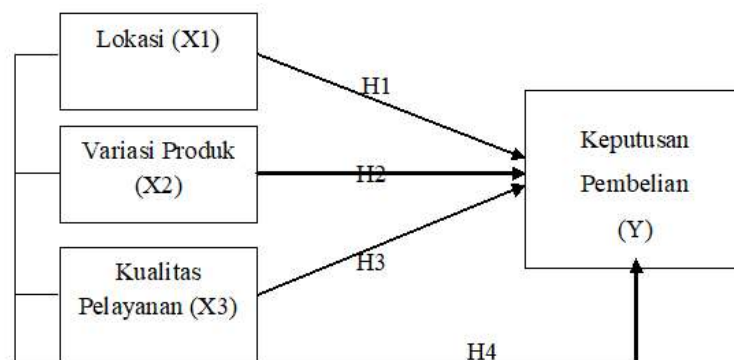 Lokasi (X1)
H1
Variasi Produk
(X2)
H2
Keputusan
Pembelian
(Y)
Kualitas
Pelayanan (X3)
H3
H4